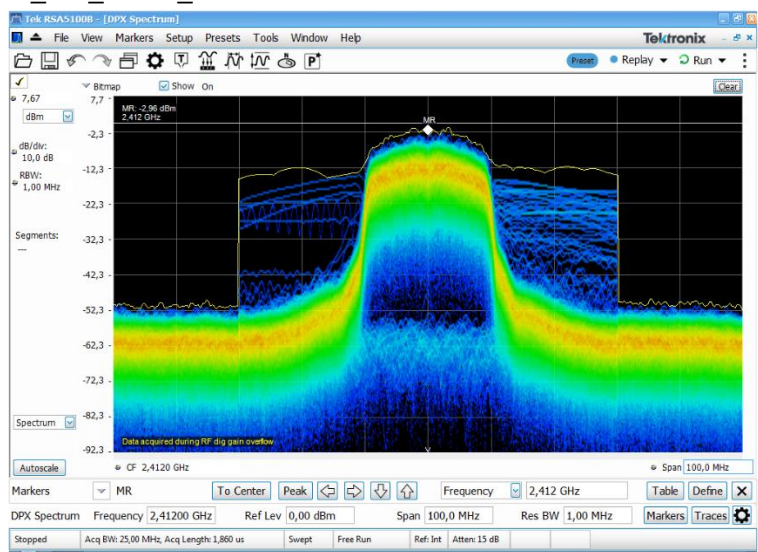 Tek RSA5100B - [DPX Spectrum]
File View Markers Setup Presets Tools Window Help
Tektronix
T P Preset Replay Run
Bitmap Show On Clear
7,67
dBm
dB/div:
10,0 dB
RBW:
1,00 MHz
Segments:
---
Spectrum
Autoscale
7,7
-2,3
-12,3
-22,3
-32,3
-42,3
-52,3
-62,3
-72,3
-82,3
-92,3
MR: -2,96 dBm
2,412 GHz
MR
Data acquired during RF dig gain overflow
CF 2,4120 GHz Span 100,0 MHz
Markers MR To Center Peak Frequency 2,412 GHz Table Define
DPX Spectrum Frequency 2,41200 GHz Ref Lev 0,00 dBm Span 100,0 MHz Res BW 1,00 MHz Markers Traces
Stopped Acq BW: 25,00 MHz, Acq Length: 1,860 us Swept Free Run Ref: Int Atten: 15 dB